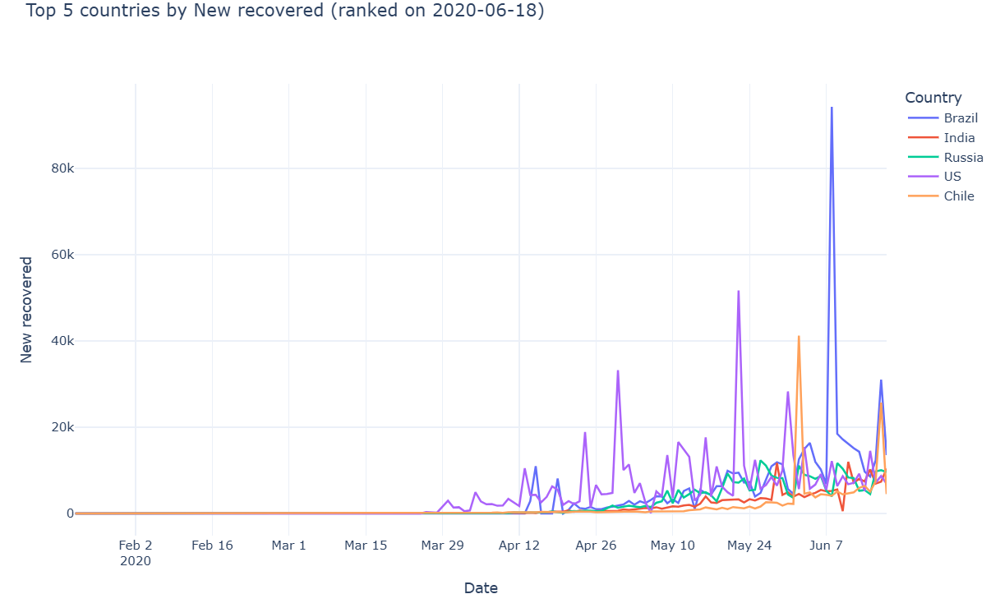 Top 5 countries by New recovered (ranked on 2020-06-18)
Country
Brazil
India
Russia
US
Chile
New recovered
80k
60k
40k
20k
0
Feb 2
2020
Feb 16
Mar 1
Mar 15
Mar 29
Apr 12
Apr 26
May 10
May 24
Jun 7
Date